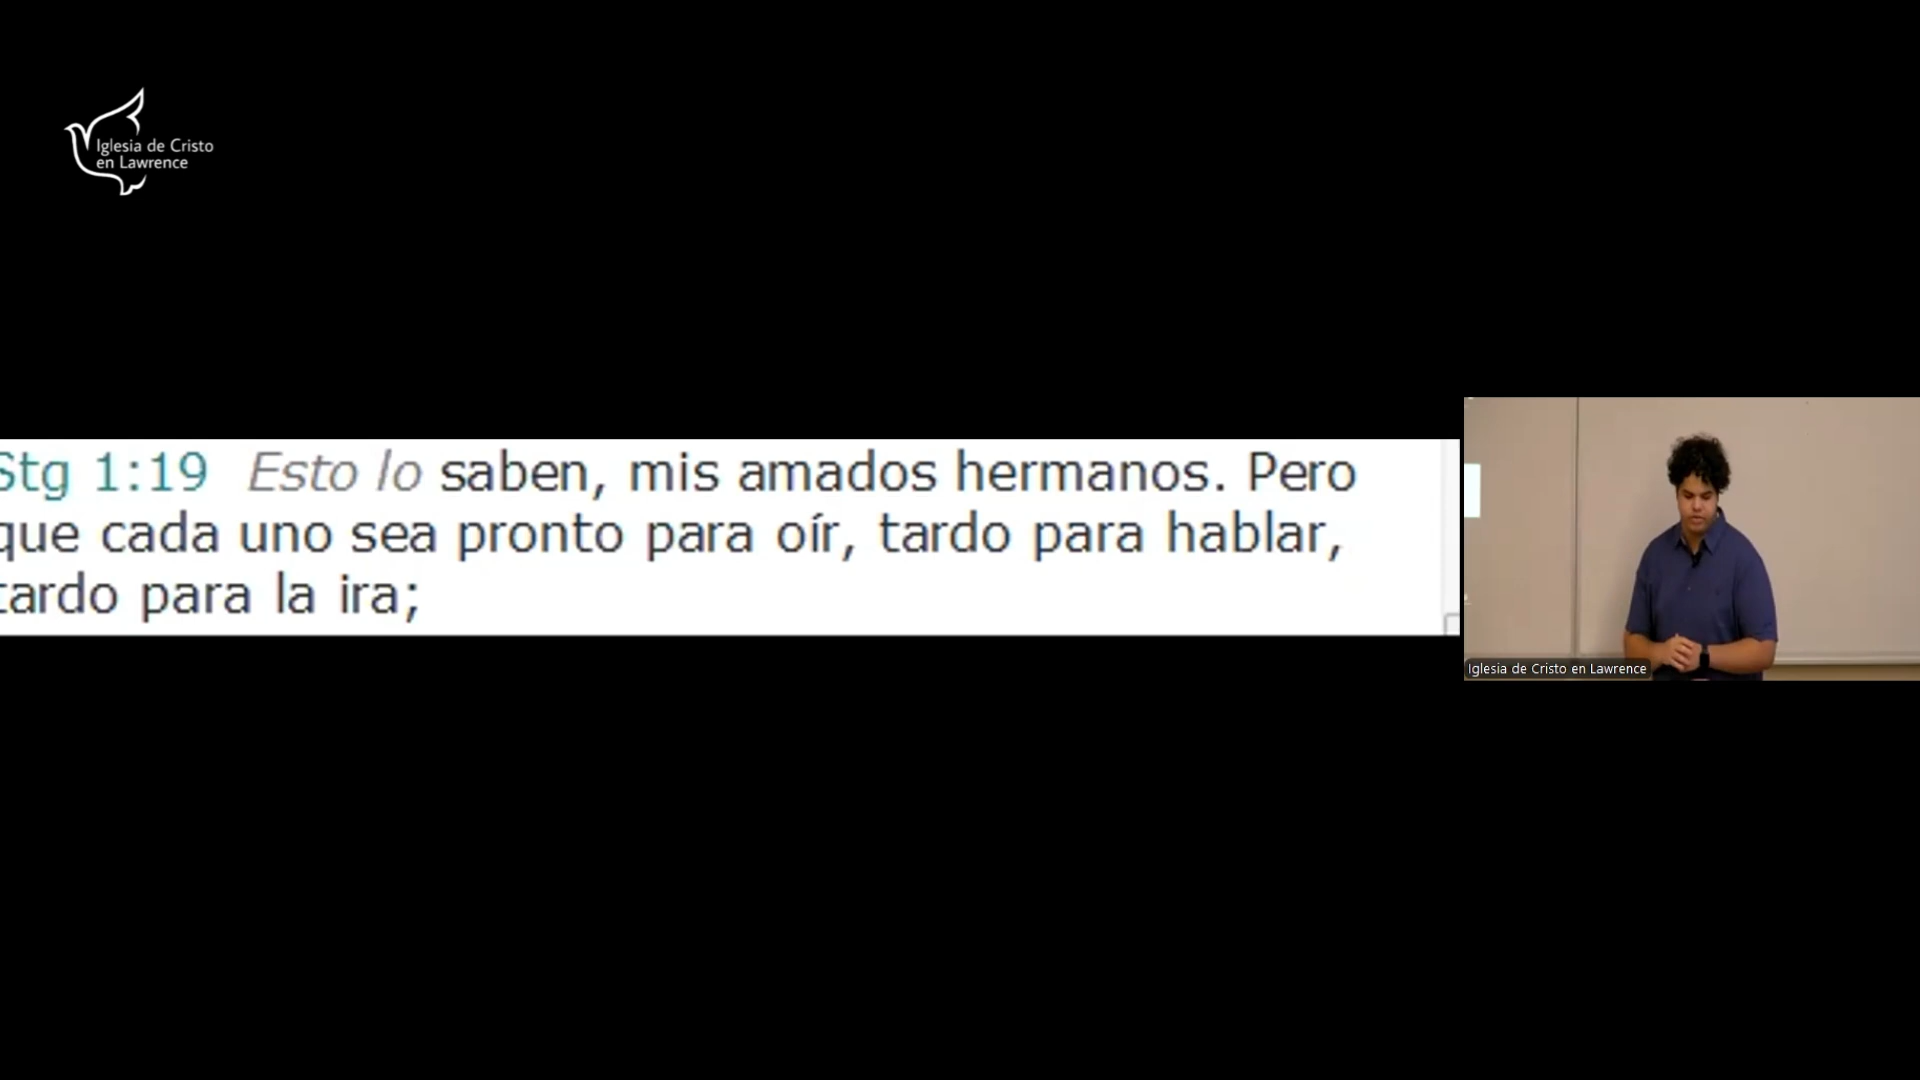 Iglesia de Cristo
en Lawrence
Stg 1:19 Esto lo saben, mis amados hermanos. Pero
que cada uno sea pronto para oír, tardo para hablar,
tardo para la ira;
Iglesia de Cristo en Lawrence